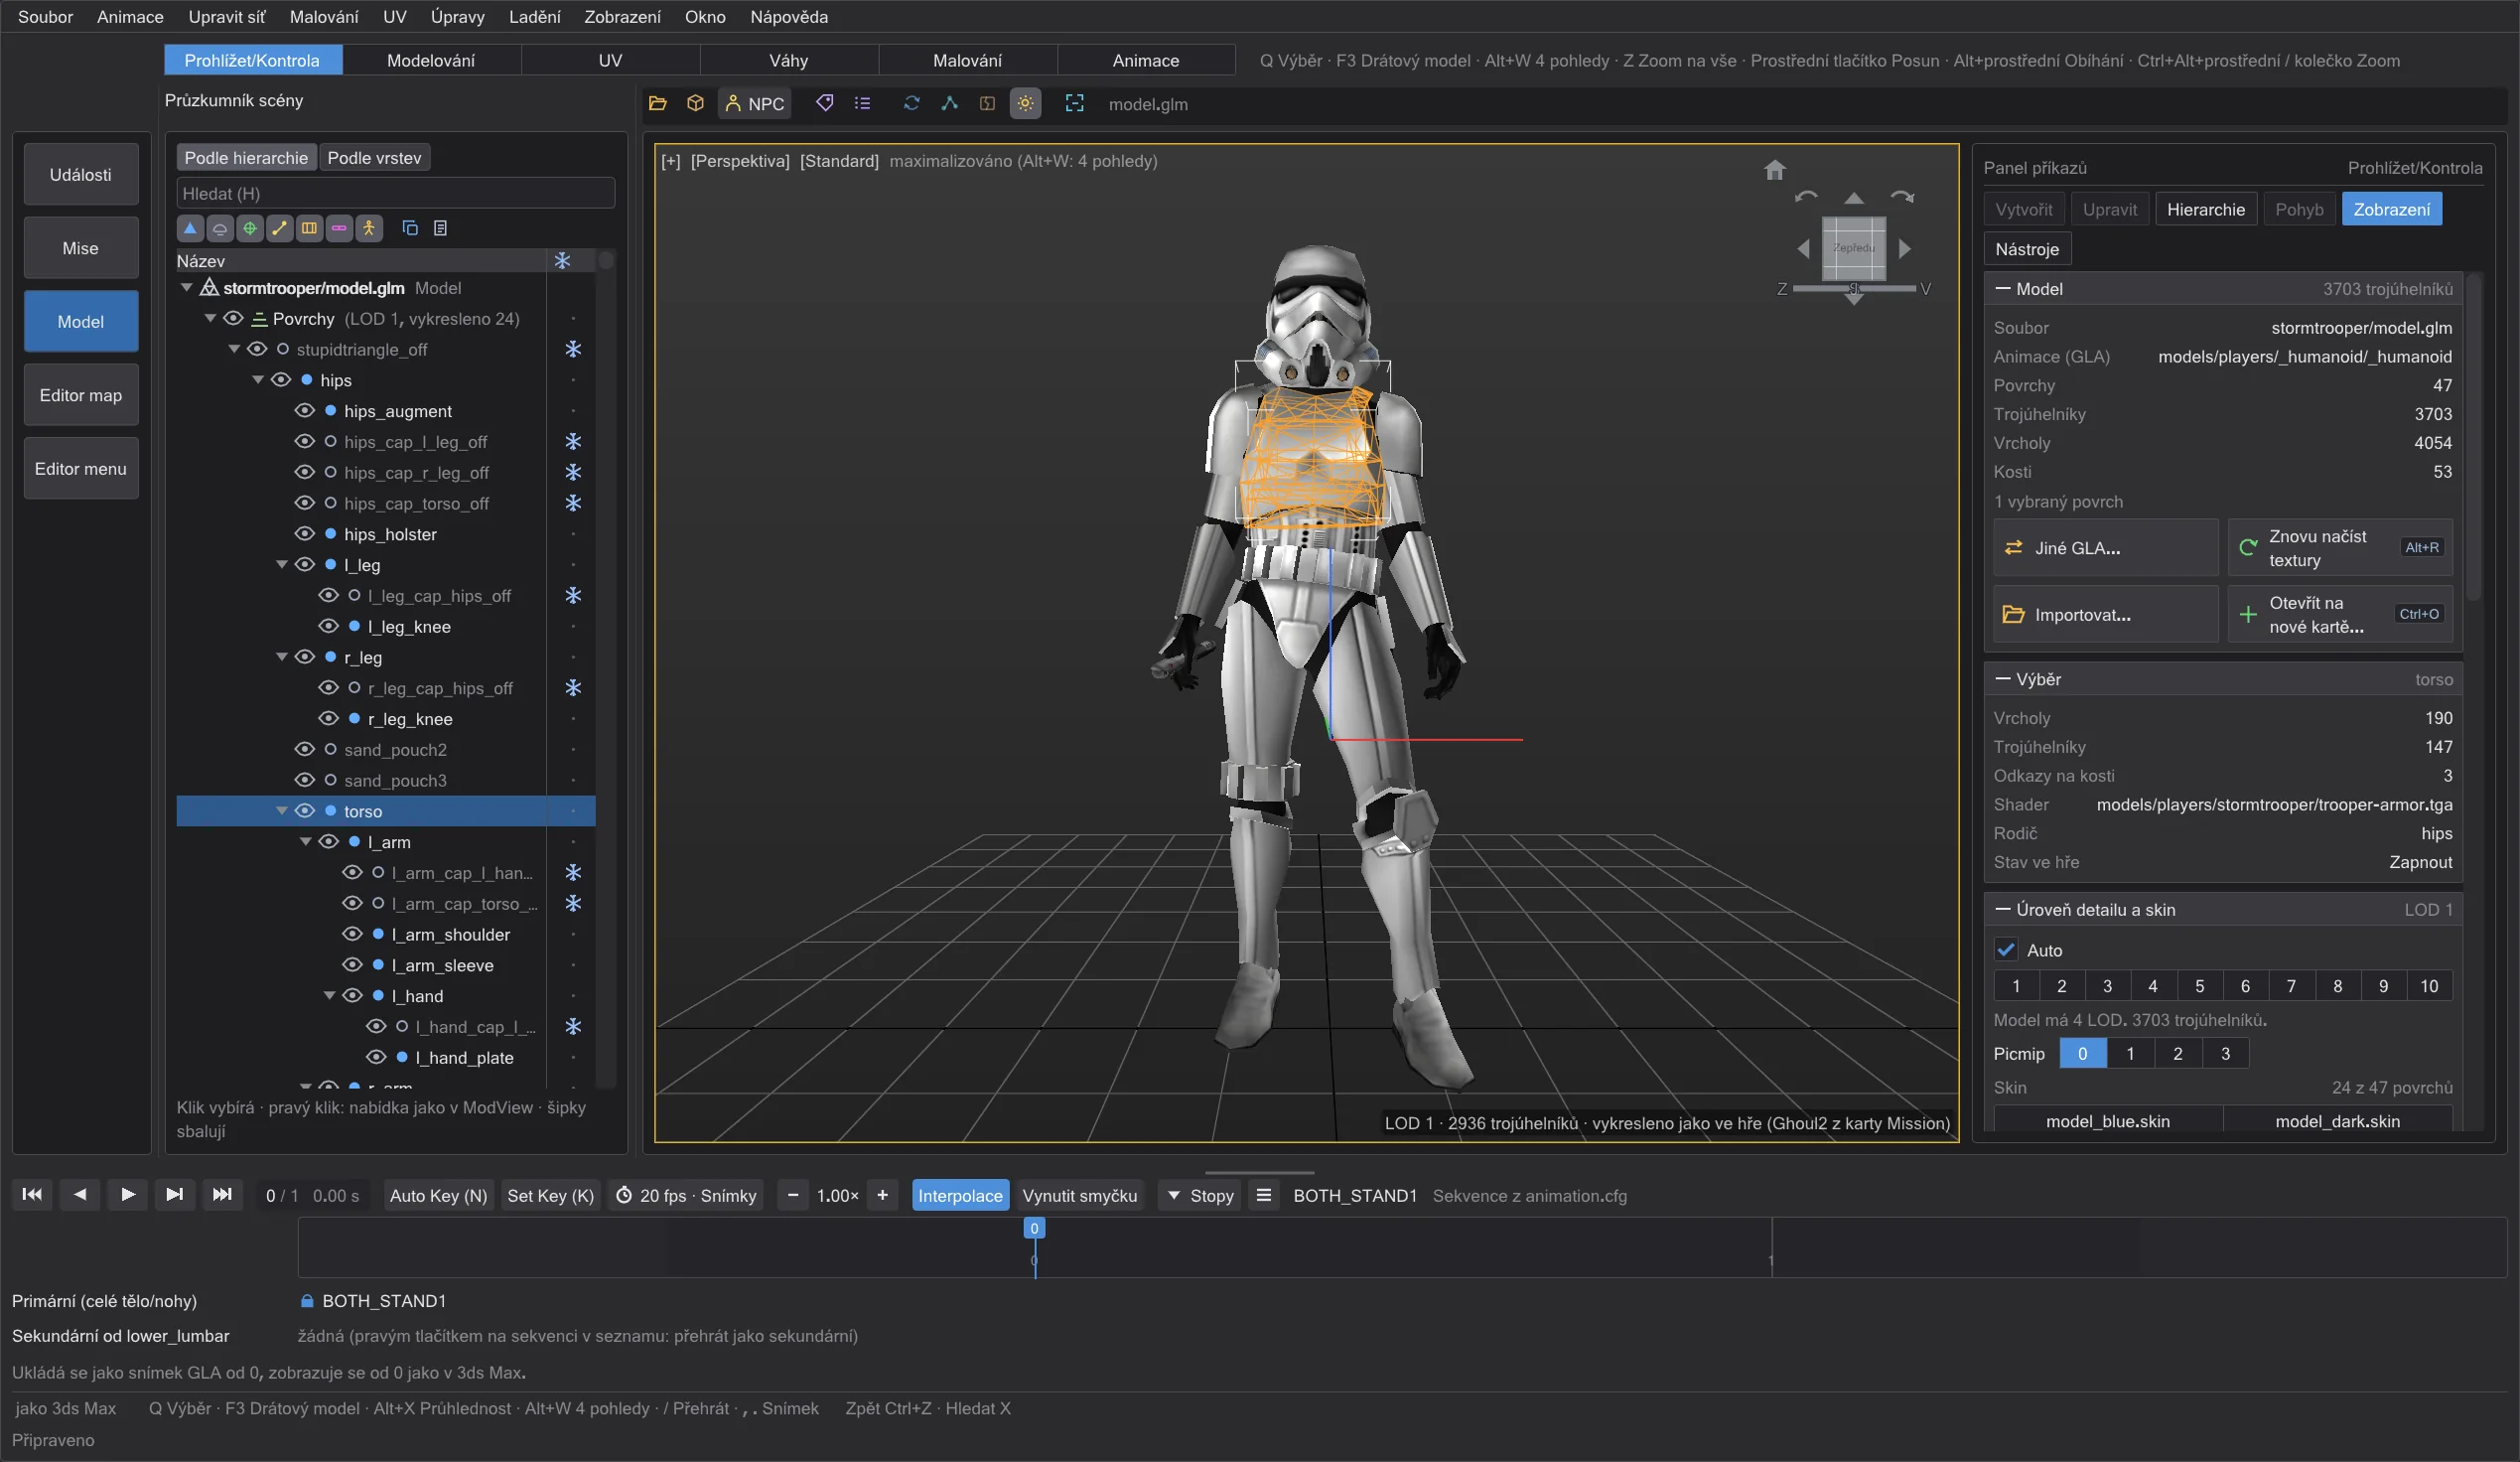 Soubor Animace Upravit síť Malování UV Úpravy Ladění Zobrazení Okno Nápověda
Prohlížet/Kontrola Modelování UV Váhy Malování Animace Q Výběr · F3 Drátový model · Alt+W 4 pohledy · Z Zoom na vše · Prostřední tlačítko Posun · Alt+prostřední Obíhání · Ctrl+Alt+prostřední / kolečko Zoom
Průzkumník scény
NPC model.glm
Události
Mise
Model
Editor map
Editor menu
Podle hierarchie Podle vrstev
Hledat (H)
Název
stormtrooper/model.glm Model
Povrchy (LOD 1, vykresleno 24)
stupidtriangle_off
hips
hips_augment
hips_cap_l_leg_off
hips_cap_r_leg_off
hips_cap_torso_off
hips_holster
l_leg
l_leg_cap_hips_off
l_leg_knee
r_leg
r_leg_cap_hips_off
r_leg_knee
sand_pouch2
sand_pouch3
torso
l_arm
l_arm_cap_l_han...
l_arm_cap_torso_...
l_arm_shoulder
l_arm_sleeve
l_hand
l_hand_cap_l_...
l_hand_plate
r_arm
Klik vybírá · pravý klik: nabídka jako v ModView · šipky
sbalují
[+] [Perspektiva] [Standard] maximalizováno (Alt+W: 4 pohledy)
Zepředu
Z V
LOD 1 · 2936 trojúhelníků · vykresleno jako ve hře (Ghoul2 z karty Mission)
Panel příkazů Prohlížet/Kontrola
Vytvořit Upravit Hierarchie Pohyb Zobrazení
Nástroje
Model 3703 trojúhelníků
Soubor stormtrooper/model.glm
Animace (GLA) models/players/_humanoid/_humanoid
Povrchy 47
Trojúhelníky 3703
Vrcholy 4054
Kosti 53
1 vybraný povrch
Jiné GLA...
Znovu načíst
textury
Alt+R
Importovat...
Otevřít na
nové kartě...
Ctrl+O
Výběr torso
Vrcholy 190
Trojúhelníky 147
Odkazy na kosti 3
Shader models/players/stormtrooper/trooper-armor.tga
Rodič hips
Stav ve hře Zapnout
Úroveň detailu a skin LOD 1
Auto
1 2 3 4 5 6 7 8 9 10
Model má 4 LOD. 3703 trojúhelníků.
Picmip 0 1 2 3
Skin 24 z 47 povrchů
model_blue.skin model_dark.skin
0 / 1 0.00 s Auto Key (N) Set Key (K) 20 fps · Snímky − 1.00× + Interpolace Vynutit smyčku Stopy BOTH_STAND1 Sekvence z animation.cfg
0
0 1
Primární (celé tělo/nohy) BOTH_STAND1
Sekundární od lower_lumbar žádná (pravým tlačítkem na sekvenci v seznamu: přehrát jako sekundární)
Ukládá se jako snímek GLA od 0, zobrazuje se od 0 jako v 3ds Max.
jako 3ds Max Q Výběr · F3 Drátový model · Alt+X Průhlednost · Alt+W 4 pohledy · / Přehrát · , . Snímek Zpět Ctrl+Z · Hledat X
Připraveno